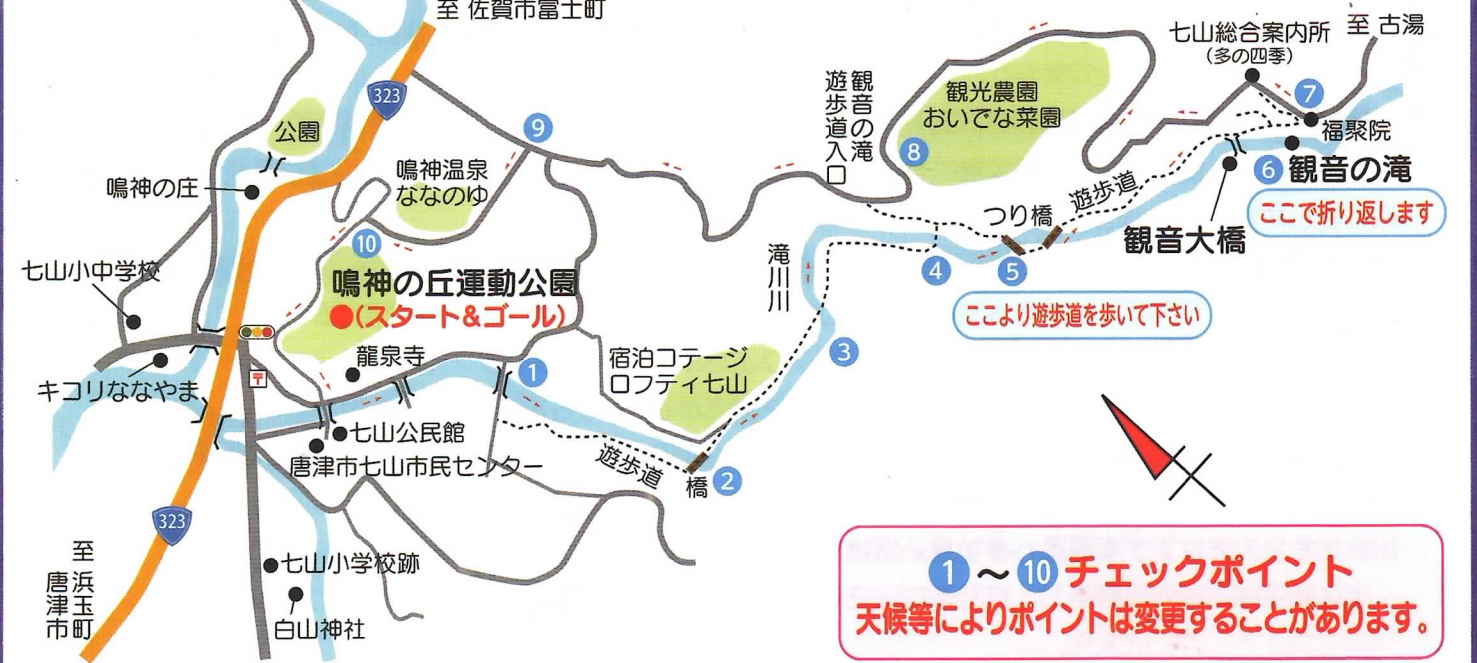 至 佐賀市富士町
323
公園
鳴神の庄
鳴神温泉
ななのゆ
9
10
鳴神の丘運動公園
●(スタート&ゴール)
七山小中学校
キコリななやま
〒
龍泉寺
1
七山公民館
唐津市七山市民センター
遊歩道
橋
2
宿泊コテージ
ロフティ七山
3
滝川川
4
つり橋
5
ここより遊歩道を歩いて下さい
観音の滝
遊歩道入口
8
観光農園
おいでな菜園
遊歩道
観音大橋
七山総合案内所
(多の四季)
至 古湯
7
福聚院
6 観音の滝
ここで折り返します
323
至 浜玉町
唐津市
七山小学校跡
白山神社
1 ~ 10 チェックポイント
天候等によりポイントは変更することがあります。